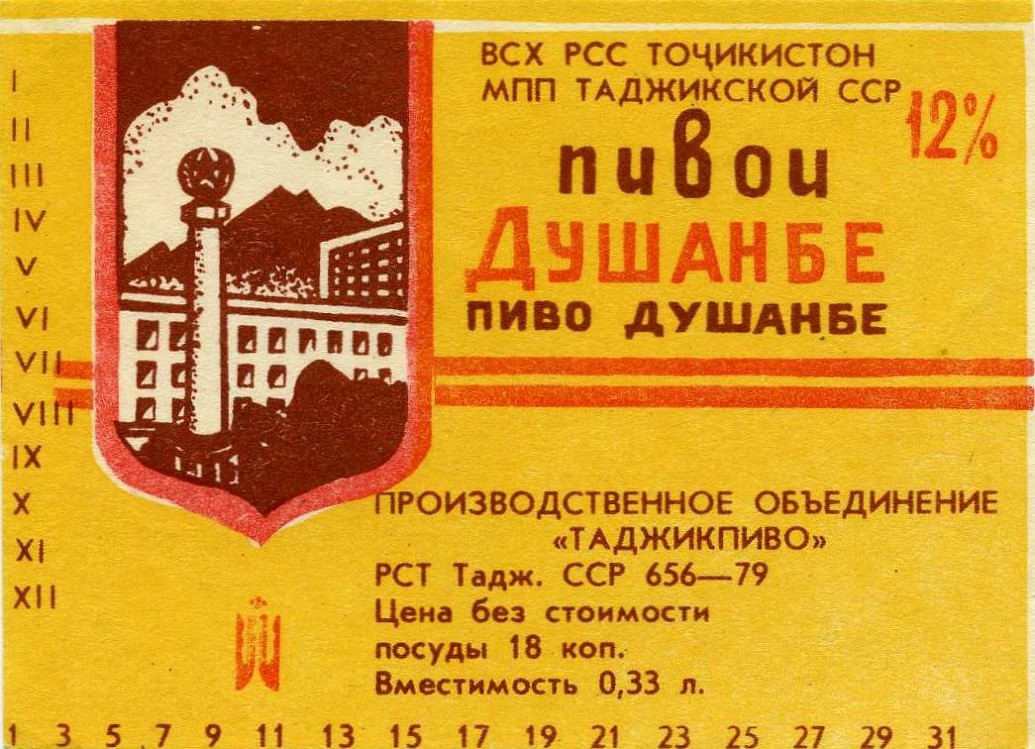 ВСХ РСС ТОҶИКИСТОН
МПП ТАДЖИКСКОЙ ССР
12%
пивои
ДУШАНБЕ
ПИВО ДУШАНБЕ
I
II
III
IV
V
VI
VII
VIII
IX
X
XI
XII
ПРОИЗВОДСТВЕННОЕ ОБЪЕДИНЕНИЕ
«ТАДЖИКПИВО»
РСТ Тадж. ССР 656—79
Цена без стоимости
посуды 18 коп.
Вместимость 0,33 л.
1 3 5 7 9 11 13 15 17 19 21 23 25 27 29 31